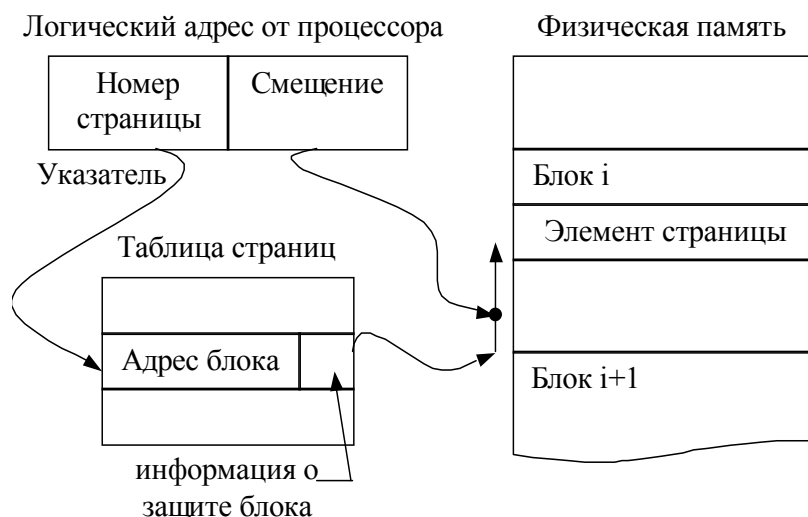 Логический адрес от процессора
Физическая память
Номер
страницы
Смещение
Указатель
Блок i
Элемент страницы
Таблица страниц
Адрес блока
Блок i+1
информация о
защите блока